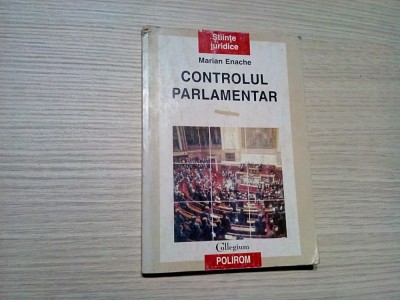 Științe
juridice
Marian Enache
CONTROLUL
PARLAMENTAR
Collegium
POLIROM